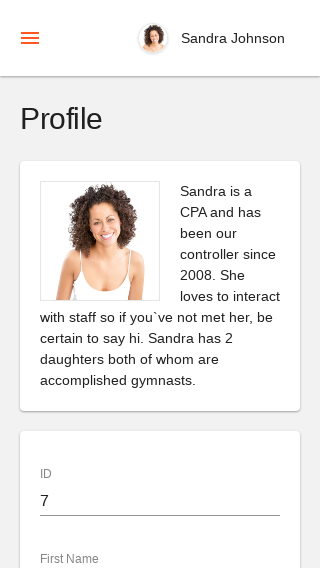 Sandra Johnson
Profile
Sandra is a
CPA and has
been our
controller since
2008. She
loves to interact
with staff so if you`ve not met her, be
certain to say hi. Sandra has 2
daughters both of whom are
accomplished gymnasts.
ID
7
First Name